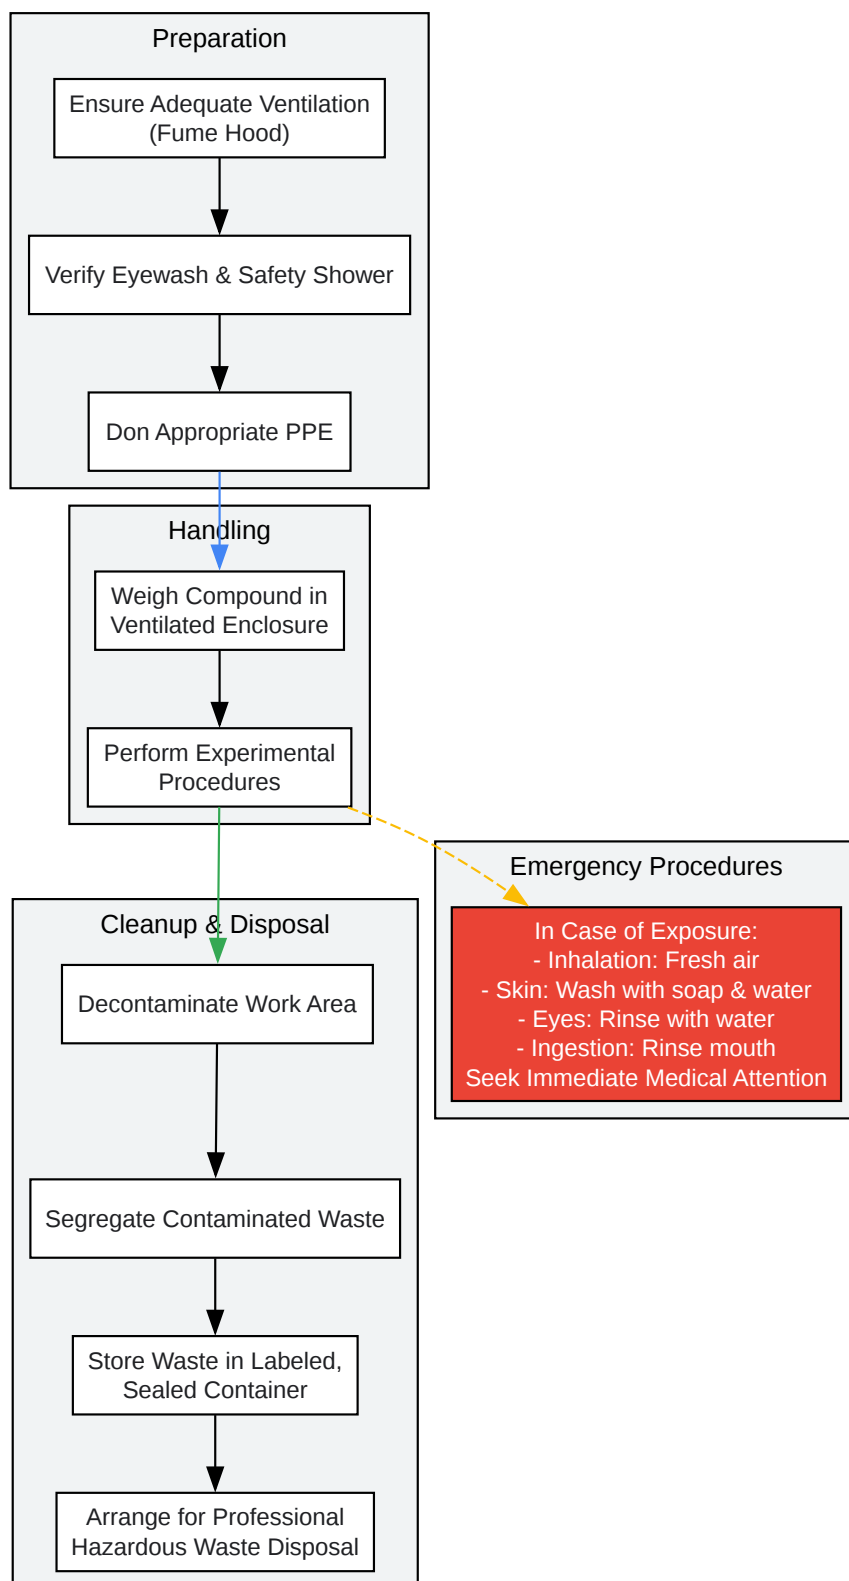 Preparation
Ensure Adequate Ventilation
(Fume Hood)
Verify Eyewash & Safety Shower
Don Appropriate PPE
Handling
Weigh Compound in
Ventilated Enclosure
Perform Experimental
Procedures
Emergency Procedures
In Case of Exposure:
- Inhalation: Fresh air
- Skin: Wash with soap & water
- Eyes: Rinse with water
- Ingestion: Rinse mouth
Seek Immediate Medical Attention
Cleanup & Disposal
Decontaminate Work Area
Segregate Contaminated Waste
Store Waste in Labeled,
Sealed Container
Arrange for Professional
Hazardous Waste Disposal